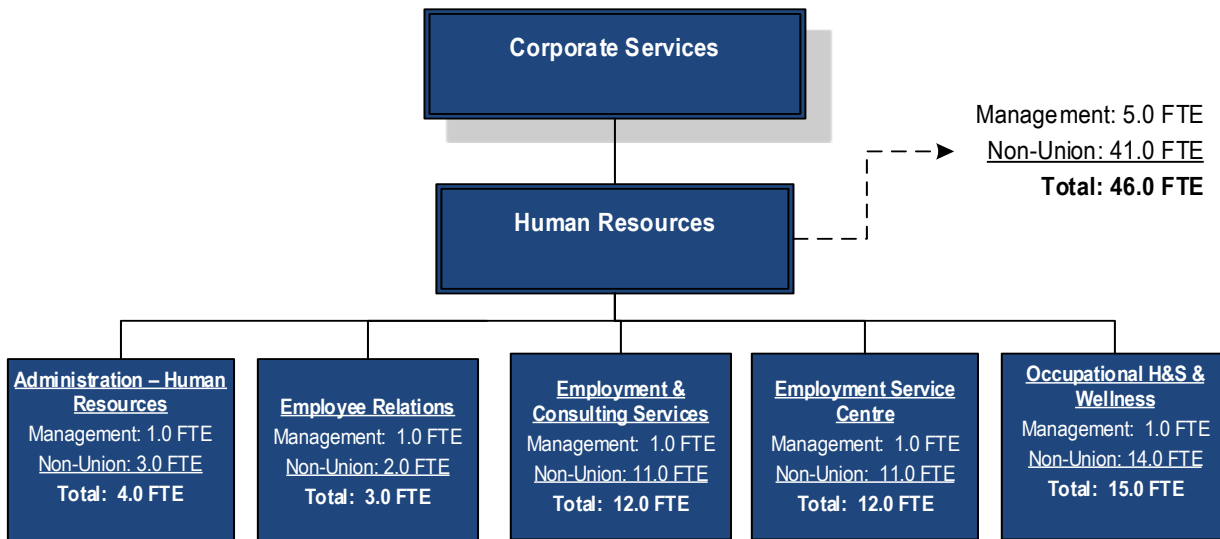 Corporate Services
Management: 5.0 FTE
Non-Union: 41.0 FTE
Total: 46.0 FTE
Human Resources
Administration – Human
Resources
Management: 1.0 FTE
Non-Union: 3.0 FTE
Total: 4.0 FTE
Employee Relations
Management: 1.0 FTE
Non-Union: 2.0 FTE
Total: 3.0 FTE
Employment &
Consulting Services
Management: 1.0 FTE
Non-Union: 11.0 FTE
Total: 12.0 FTE
Employment Service
Centre
Management: 1.0 FTE
Non-Union: 11.0 FTE
Total: 12.0 FTE
Occupational H&S &
Wellness
Management: 1.0 FTE
Non-Union: 14.0 FTE
Total: 15.0 FTE